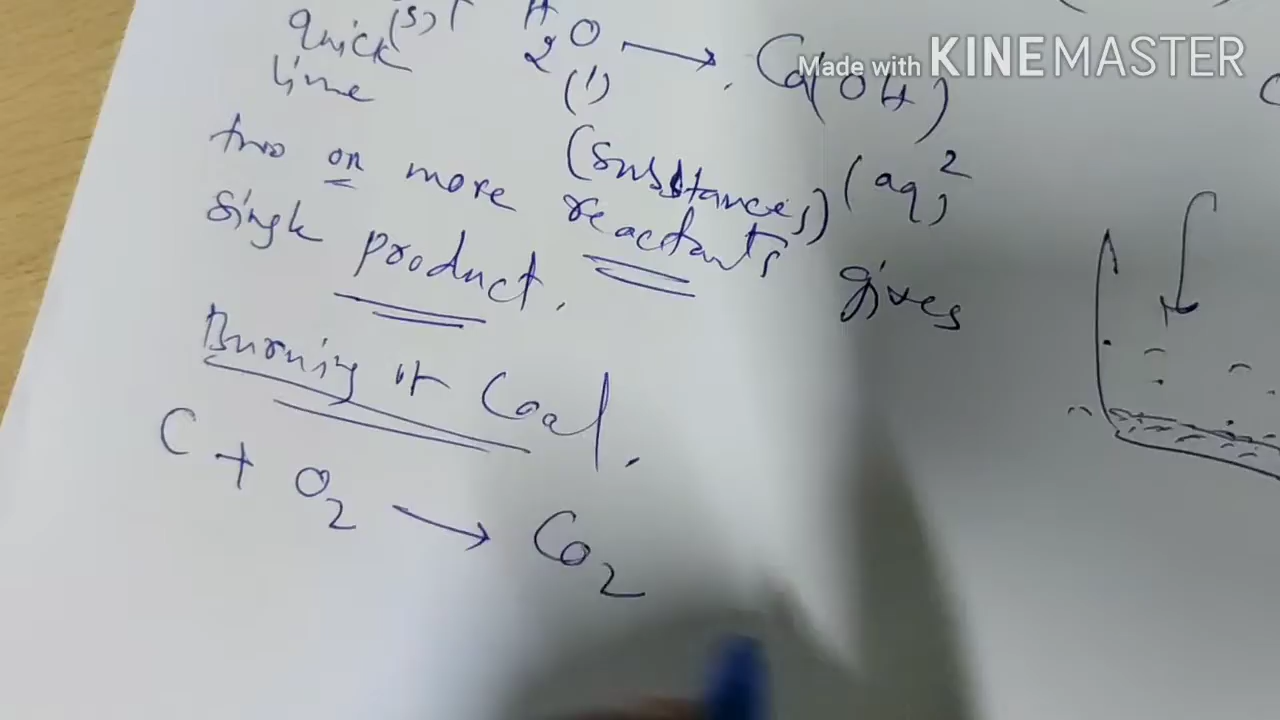 (s) + H2O → Ca(OH)2
quick
lime
(l)
(aq)
two or more reactants (substances) gives
single product.
Burning of Coal.
C + O2 → Co2
Made with KINEMASTER